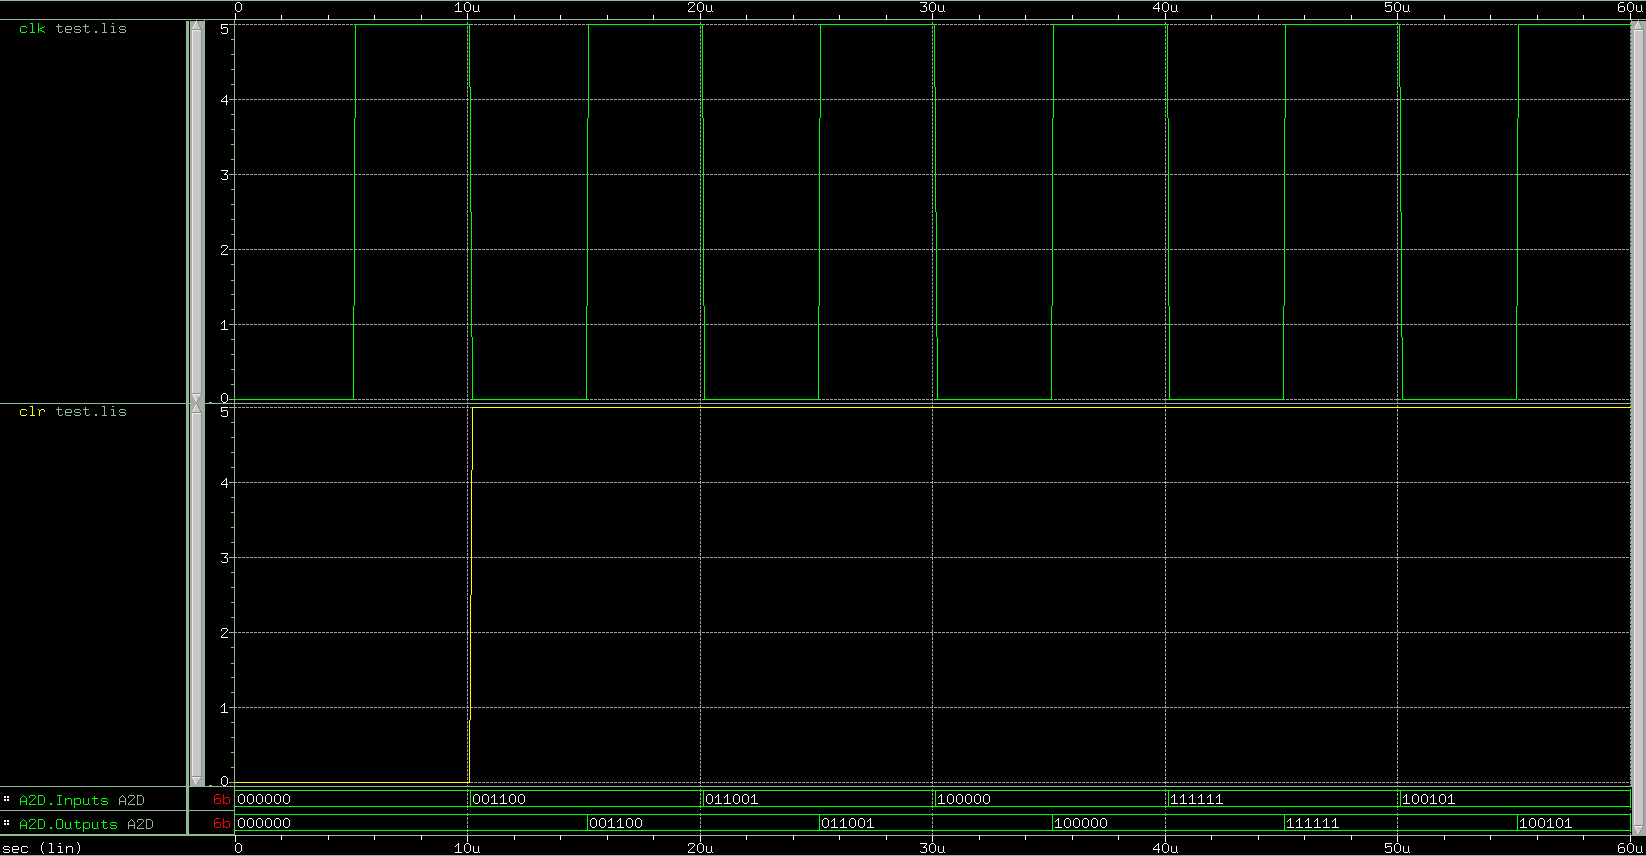 0 10u 20u 30u 40u 50u 60u
clk test.lis
5
4
3
2
1
0
clr test.lis
5
4
3
2
1
0
A2D.Inputs A2D 6b 000000 001100 011001 100000 111111 100101
A2D.Outputs A2D 6b 000000 001100 011001 100000 111111 100101
sec (lin) 0 10u 20u 30u 40u 50u 60u